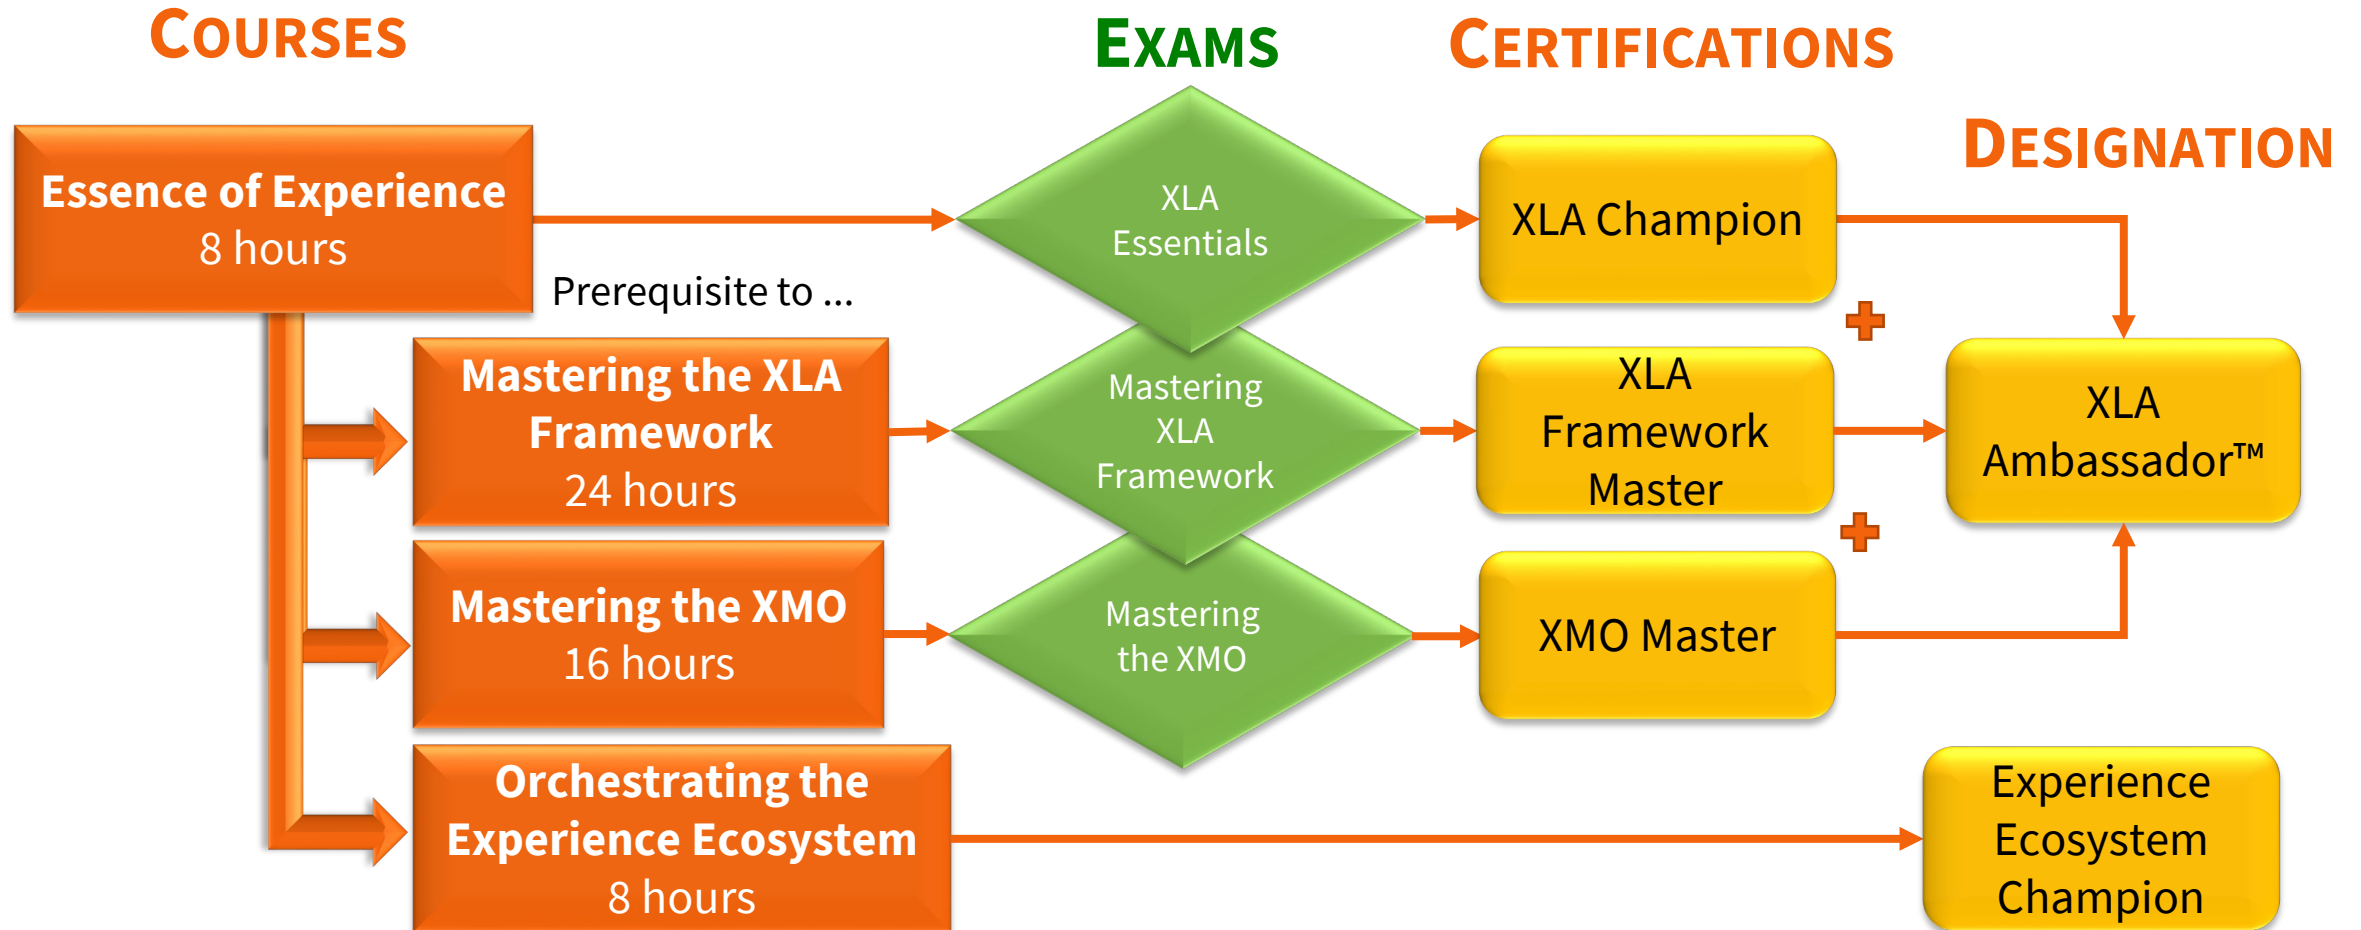 COURSES
EXAMS
CERTIFICATIONS
DESIGNATION
Essence of Experience
8 hours
XLA
Essentials
XLA Champion
Prerequisite to ...
Mastering the XLA
Framework
24 hours
Mastering
XLA
Framework
XLA
Framework
Master
XLA
Ambassador™
Mastering the XMO
16 hours
Mastering
the XMO
XMO Master
Orchestrating the
Experience Ecosystem
8 hours
Experience
Ecosystem
Champion